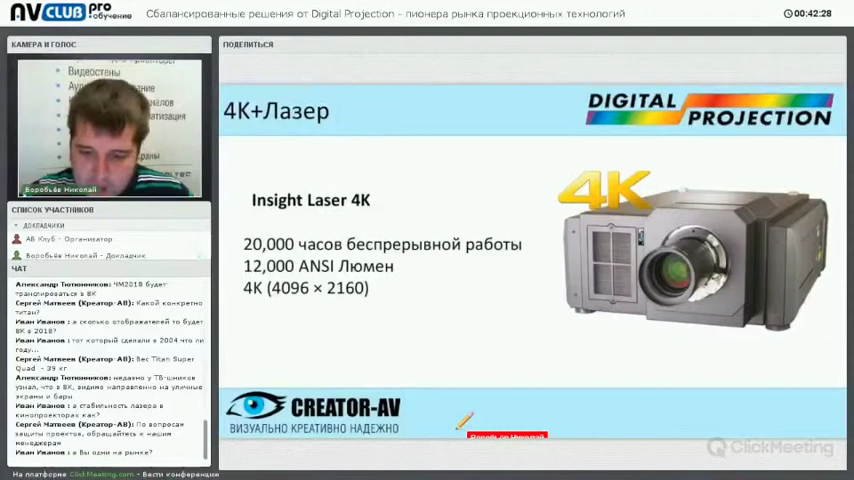 AV CLUB pro
обучение
Сбалансированные решения от Digital Projection - пионера рынка проекционных технологий
00:42:28
КАМЕРА И ГОЛОС
ПОДЕЛИТЬСЯ
Видеостены
Воробьёв Николай
СПИСОК УЧАСТНИКОВ
ДОКЛАДЧИКИ
АВ Клуб - Организатор
Воробьёв Николай - Докладчик
ЧАТ
Александр Тютюнников: ЧМ2018 будет
транслироваться в 8К
Сергей Матвеев (Креатор-АВ): Какой конкретно
титан?
Иван Иванов : а сколько отображателей то будет
8К в 2018?
Иван Иванов : тот который сделали в 2004 что ли
году...
Сергей Матвеев (Креатор-АВ): Вес Titan Super
Quad - 39 кг
Александр Тютюнников: недавно у ТВ-шников
узнал, что в 8К, видимо направленно на уличные
экраны и бары
Иван Иванов : а стабильность лазера в
кинопроекторах как?
Сергей Матвеев (Креатор-АВ): По вопросам
защиты проектов, обращайтесь к нашим
менеджерам
Иван Иванов : а Вы одни на рынке?
4K+Лазер
DIGITAL
PROJECTION
4K
Insight Laser 4K
20,000 часов беспрерывной работы
12,000 ANSI Люмен
4K (4096 × 2160)
CREATOR-AV
ВИЗУАЛЬНО КРЕАТИВНО НАДЕЖНО
Воробьёв Николай
ClickMeeting
На платформе ClickMeeting.com - Вести конференции